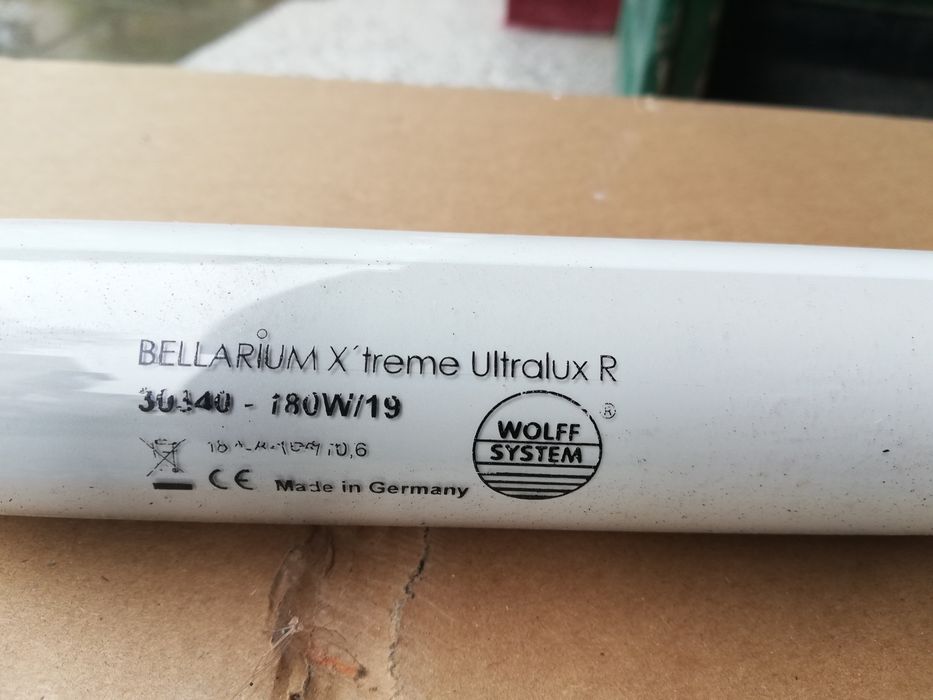 BELLARIUM X´treme Ultralux R
30340 - 180W/19
WOLFF
SYSTEM
®
CE Made in Germany